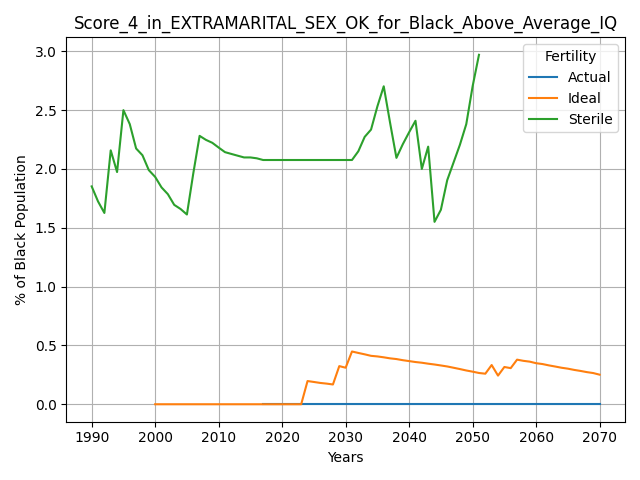 Score_4_in_EXTRAMARITAL_SEX_OK_for_Black_Above_Average_IQ
Fertility
Actual
Ideal
Sterile
% of Black Population
3.0
2.5
2.0
1.5
1.0
0.5
0.0
1990 2000 2010 2020 2030 2040 2050 2060 2070
Years